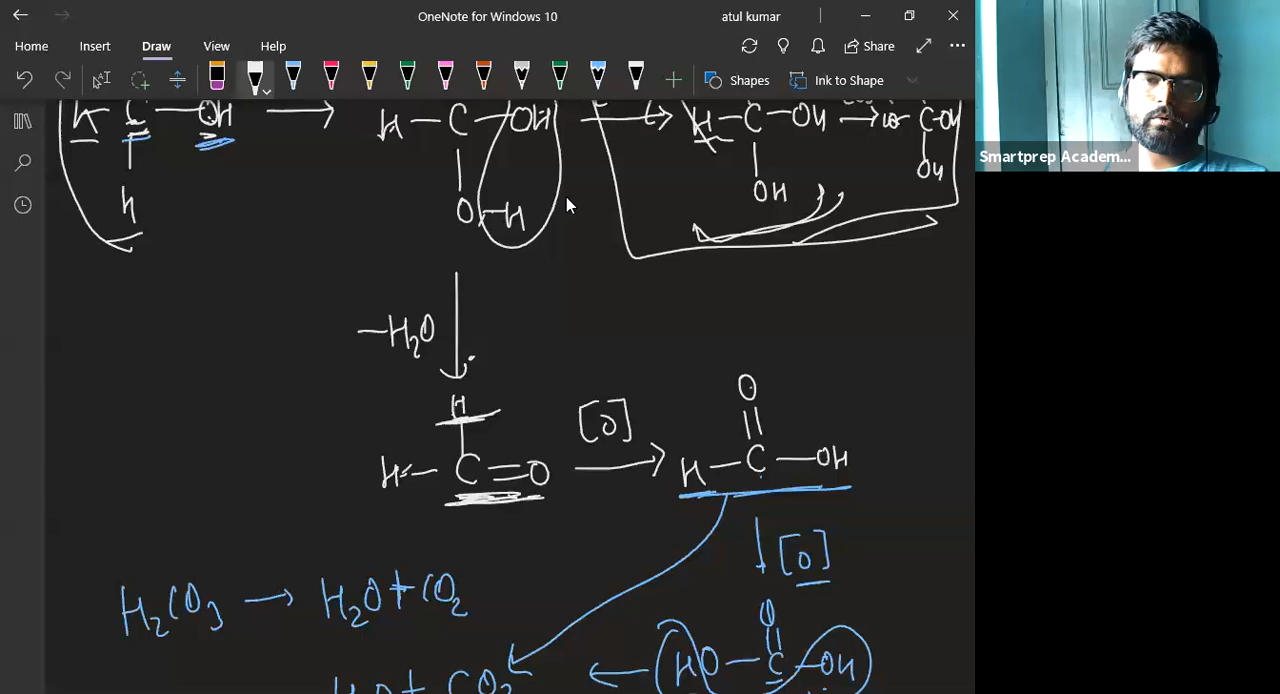 OneNote for Windows 10
atul kumar
Home Insert Draw View Help
Share
Shapes Ink to Shape
Smartprep Academ...
H C — OH → H — C — OH → H — C — OH → C OH
H
O — H
OH
OH
—H₂O
H
[O]
O
H — C = O → H — C — OH
[O]
H₂CO₃ → H₂O + CO₂
O
H₂O + CO₂ ← HO — C — OH